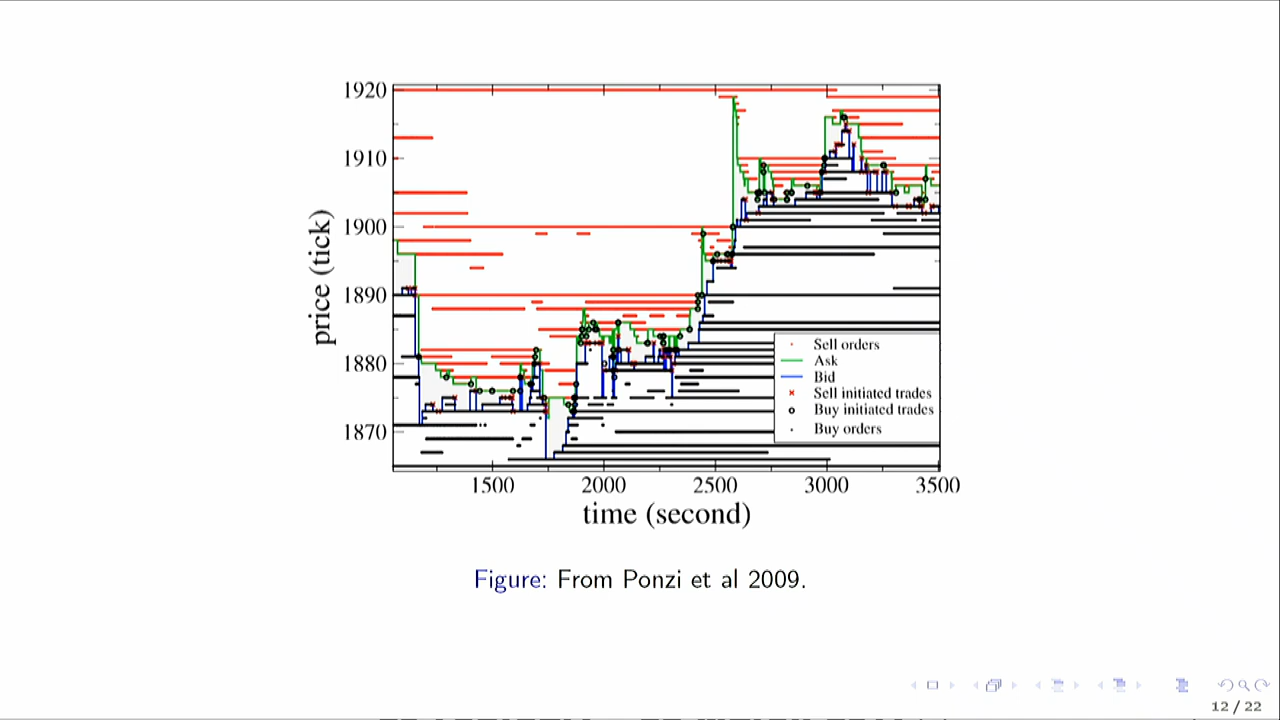 1920
1910
1900
1890
1880
1870
price (tick)
Sell orders
Ask
Bid
Sell initiated trades
Buy initiated trades
Buy orders
1500 2000 2500 3000 3500
time (second)
Figure: From Ponzi et al 2009.
12 / 22